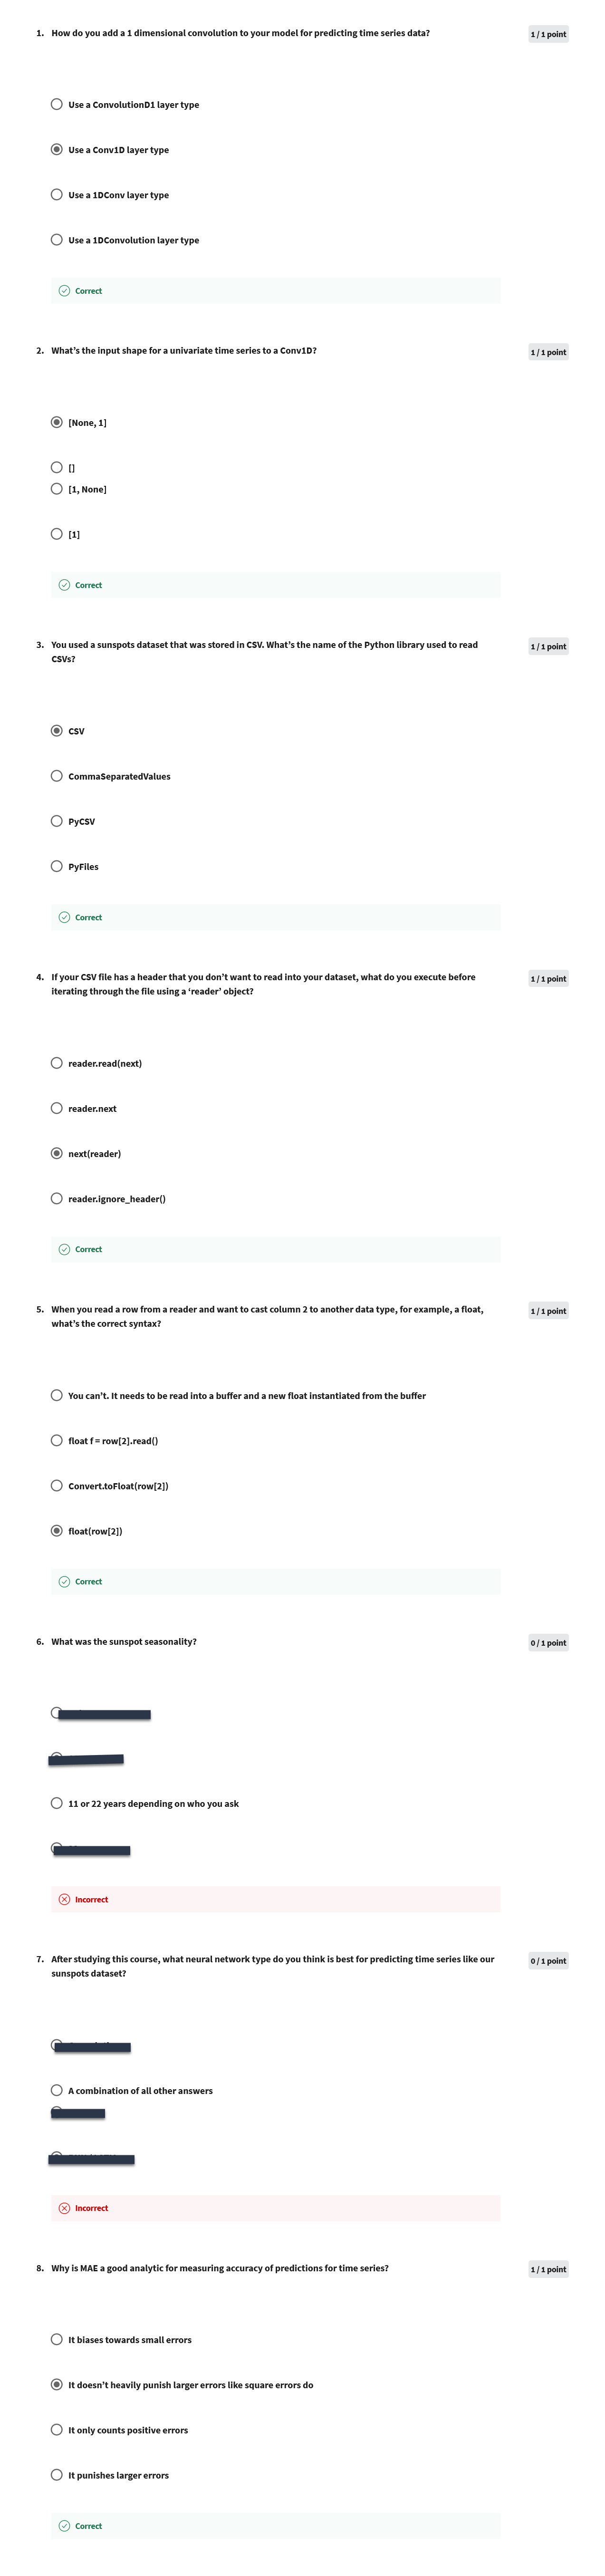 1. How do you add a 1 dimensional convolution to your model for predicting time series data?
1 / 1 point
Use a ConvolutionD1 layer type
Use a Conv1D layer type
Use a 1DConv layer type
Use a 1DConvolution layer type
Correct
2. What’s the input shape for a univariate time series to a Conv1D?
1 / 1 point
[None, 1]
[]
[1, None]
[1]
Correct
3. You used a sunspots dataset that was stored in CSV. What’s the name of the Python library used to read
CSVs?
1 / 1 point
CSV
CommaSeparatedValues
PyCSV
PyFiles
Correct
4. If your CSV file has a header that you don’t want to read into your dataset, what do you execute before
iterating through the file using a ‘reader’ object?
1 / 1 point
reader.read(next)
reader.next
next(reader)
reader.ignore_header()
Correct
5. When you read a row from a reader and want to cast column 2 to another data type, for example, a float,
what’s the correct syntax?
1 / 1 point
You can’t. It needs to be read into a buffer and a new float instantiated from the buffer
float f = row[2].read()
Convert.toFloat(row[2])
float(row[2])
Correct
6. What was the sunspot seasonality?
0 / 1 point
11 or 22 years depending on who you ask
Incorrect
7. After studying this course, what neural network type do you think is best for predicting time series like our
sunspots dataset?
0 / 1 point
A combination of all other answers
Incorrect
8. Why is MAE a good analytic for measuring accuracy of predictions for time series?
1 / 1 point
It biases towards small errors
It doesn’t heavily punish larger errors like square errors do
It only counts positive errors
It punishes larger errors
Correct